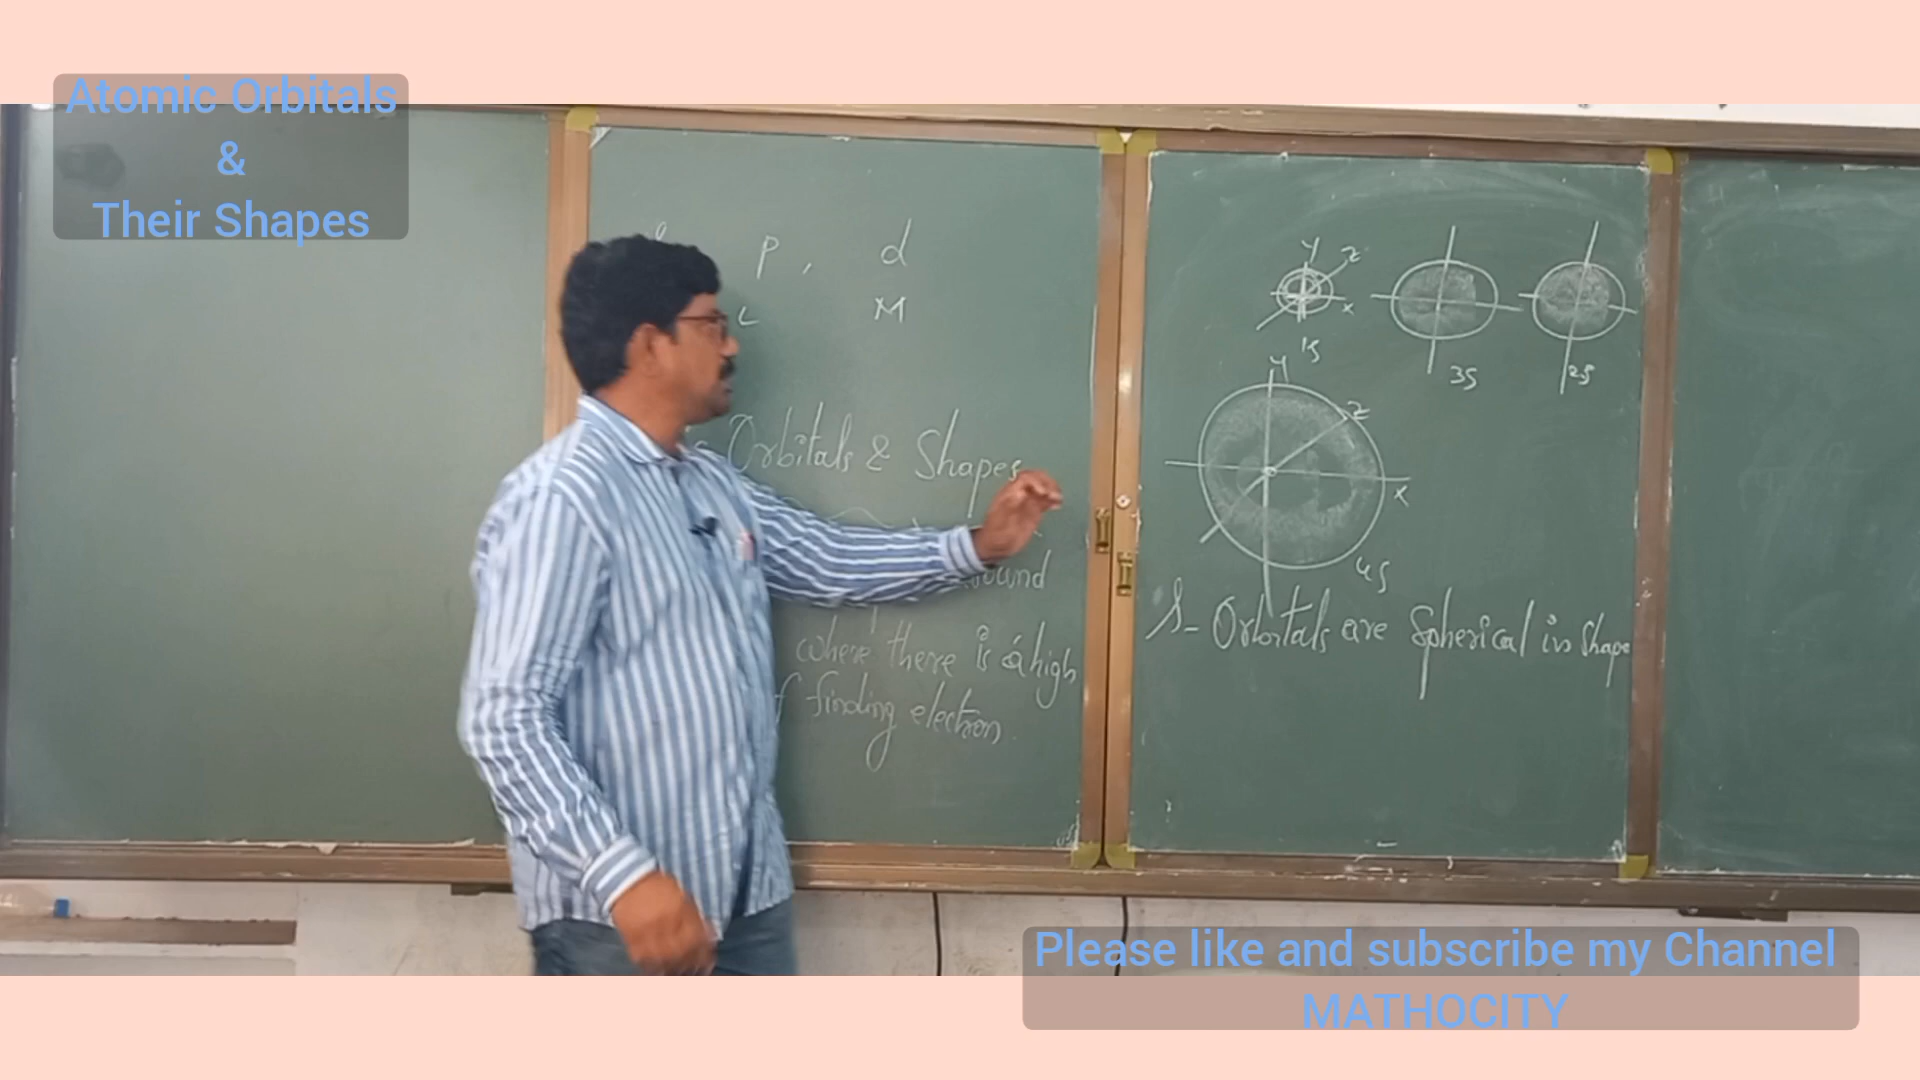 Atomic Orbitals
&
Their Shapes
p, d
L M
Orbitals & Shapes
where there is a high
finding electron.
y z
x
1s
3s
2s
y
z
x
4s
S- Orbitals are Spherical in Shape
Please like and subscribe my Channel
MATHOCITY